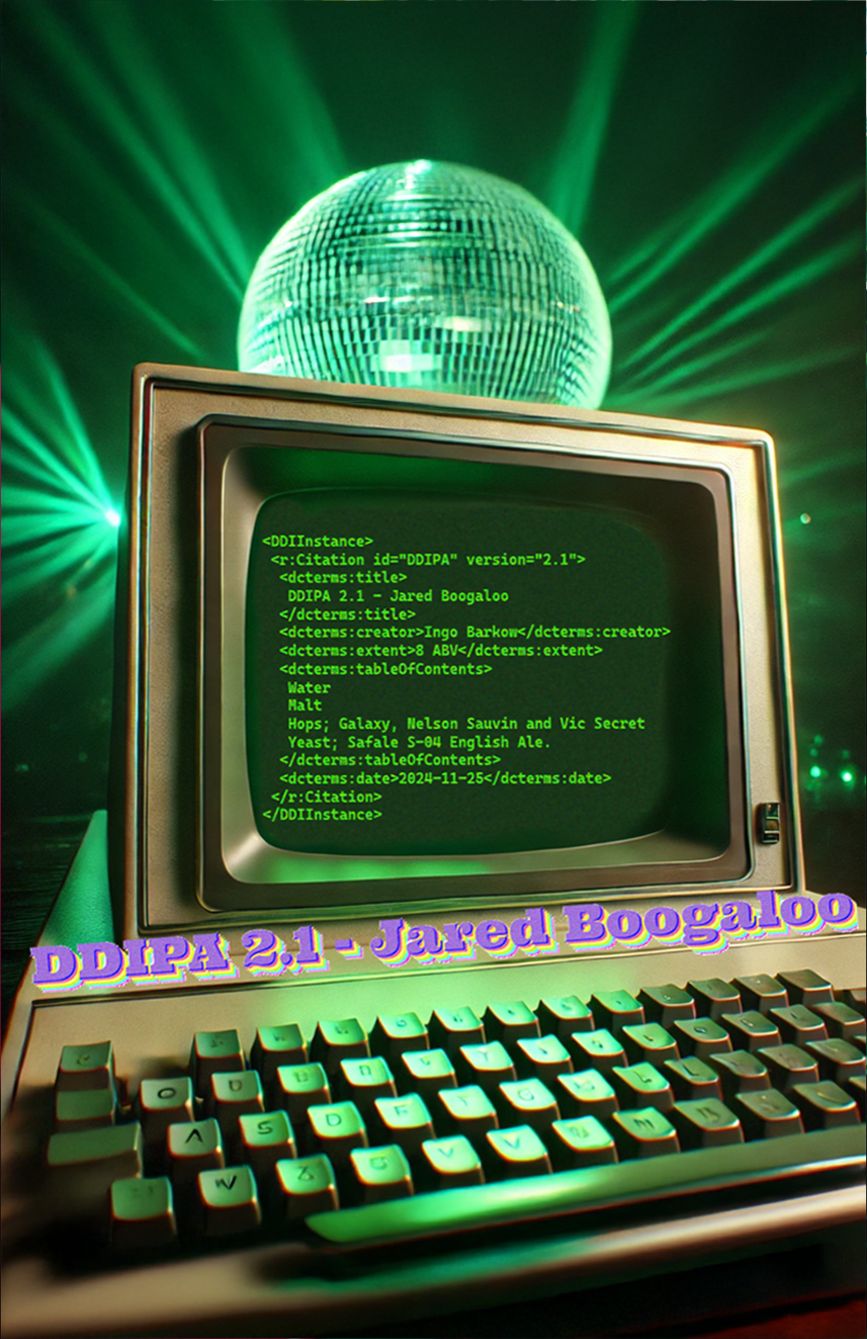 <DDIInstance>
<r:Citation id="DDIPA" version="2.1">
<dcterms:title>
DDIPA 2.1 - Jared Boogaloo
</dcterms:title>
<dcterms:creator>Ingo Barkow</dcterms:creator>
<dcterms:extent>8 ABV</dcterms:extent>
<dcterms:tableOfContents>
Water
Malt
Hops; Galaxy, Nelson Sauvin and Vic Secret
Yeast; Safale S-04 English Ale.
</dcterms:tableOfContents>
<dcterms:date>2024-11-25</dcterms:date>
</r:Citation>
</DDIInstance>
DDIPA 2.1 - Jared Boogaloo